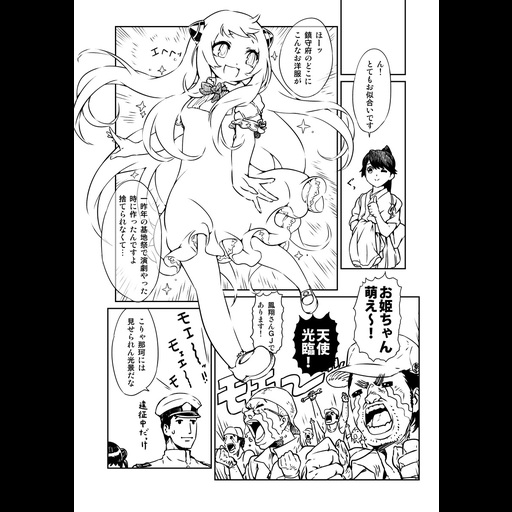 ん!
とてもお似合いです
ほーッ
鎮守府のどこに
こんなお洋服が
エヘヘ
♪
一昨年の基地祭で演劇やった
時に作ったんですよ
捨てられなくて…
お姫ちゃん
萌え〜!
天使
光臨!
鳳翔さんGJで
あります!
モエ〜
モエ〜〜!!
モエェ〜
こりゃ那珂には
見せられん光景だな
遠征中だっけ